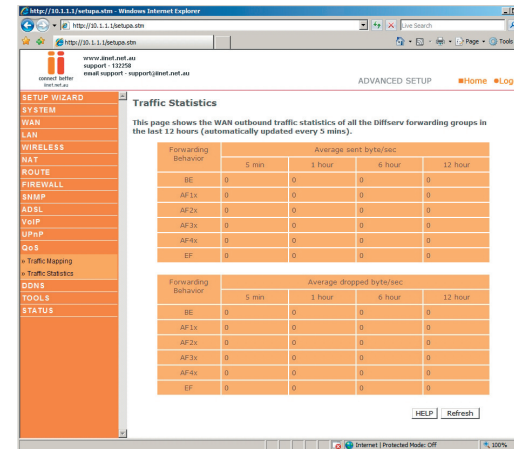 http://10.1.1.1/setupa.stm - Windows Internet Explorer
http://10.1.1.1/setupa.stm
Live Search
http://10.1.1.1/setupa.stm
Page
Tools
www.iinet.net.au
support - 132258
email support - support@iinet.net.au
connect better
iinet.net.au
ADVANCED SETUP
Home
Log
SETUP WIZARD
SYSTEM
WAN
LAN
WIRELESS
NAT
ROUTE
FIREWALL
SNMP
ADSL
VoIP
UPnP
QoS
» Traffic Mapping
» Traffic Statistics
DDNS
TOOLS
STATUS
Traffic Statistics
This page shows the WAN outbound traffic statistics of all the Diffserv forwarding groups in
the last 12 hours (automatically updated every 5 mins).
Forwarding Behavior Average sent byte/sec
5 min 1 hour 6 hour 12 hour
BE 0 0 0 0
AF1x 0 0 0 0
AF2x 0 0 0 0
AF3x 0 0 0 0
AF4x 0 0 0 0
EF 0 0 0 0
Forwarding Behavior Average dropped byte/sec
5 min 1 hour 6 hour 12 hour
BE 0 0 0 0
AF1x 0 0 0 0
AF2x 0 0 0 0
AF3x 0 0 0 0
AF4x 0 0 0 0
EF 0 0 0 0
HELP Refresh
Internet | Protected Mode: Off 100%